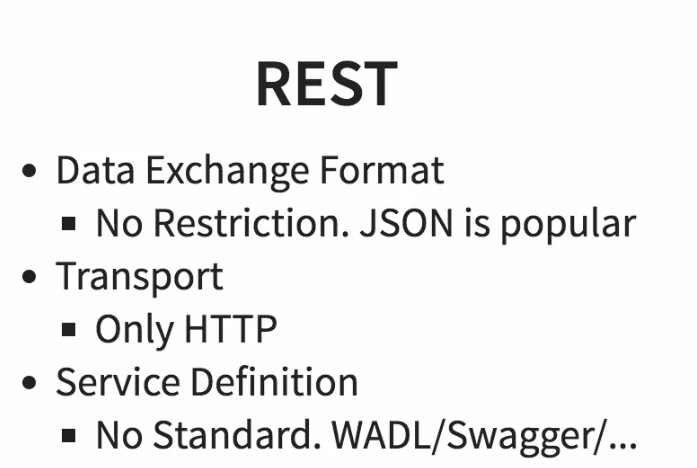 REST
• Data Exchange Format
▪ No Restriction. JSON is popular
• Transport
▪ Only HTTP
• Service Definition
▪ No Standard. WADL/Swagger/...